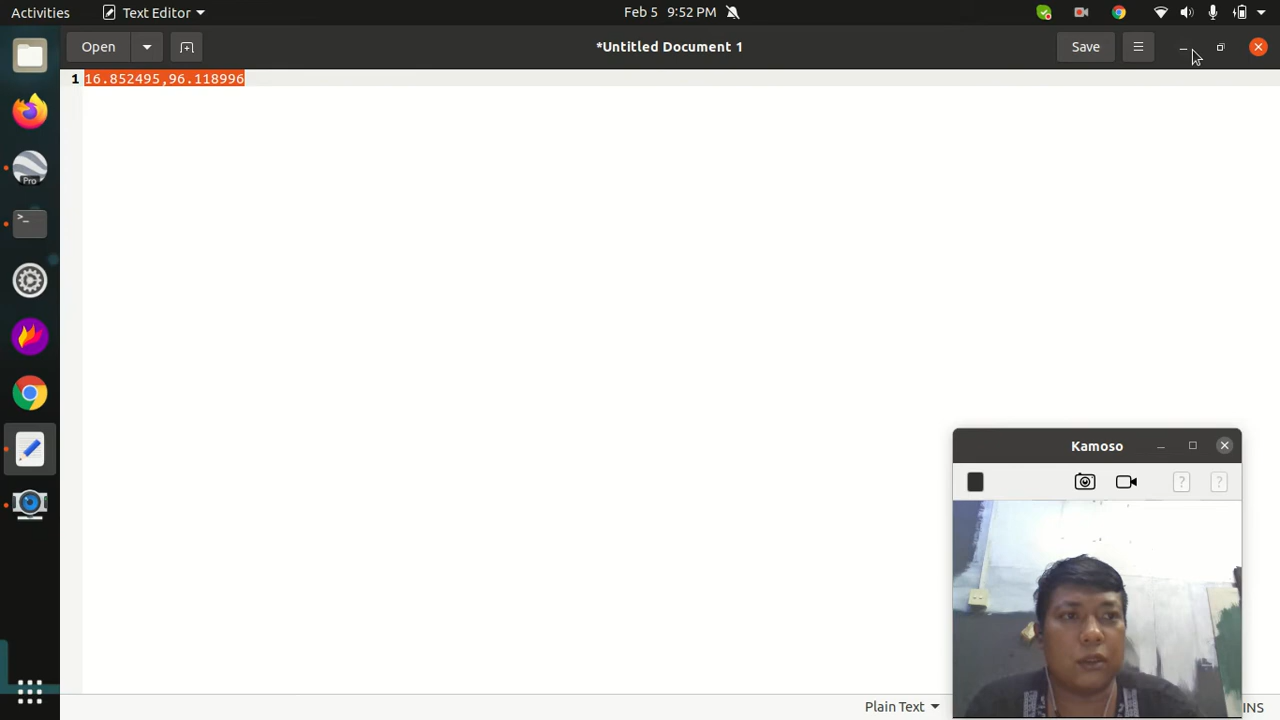 Activities
Text Editor
Feb 5 9:52 PM
Open
*Untitled Document 1
Save
Pro
1 16.852495,96.118996
>_
Kamoso
? ?
Plain Text
INS